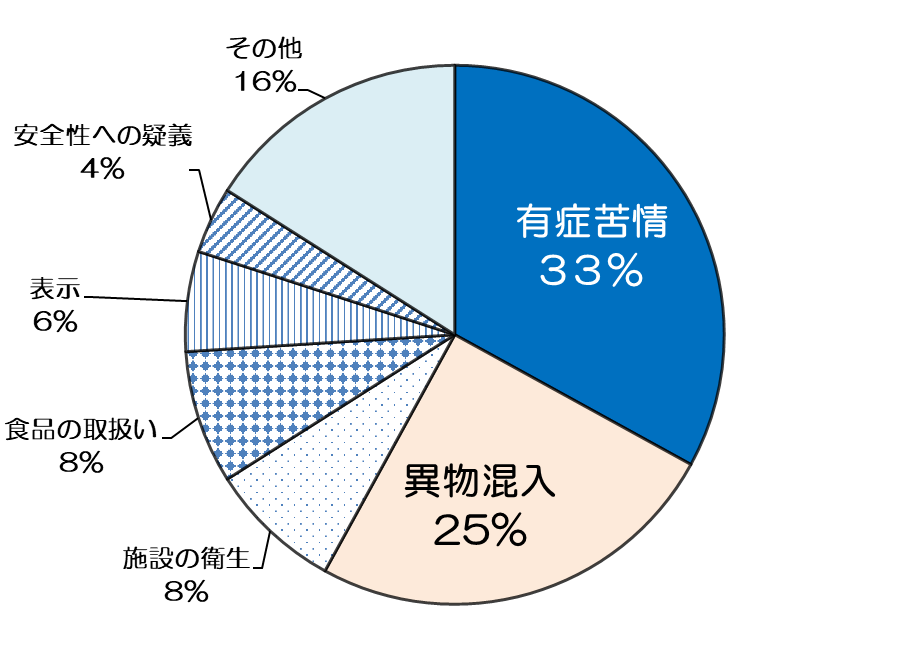 その他
16%
安全性への疑義
4%
表示
6%
食品の取扱い
8%
施設の衛生
8%
有症苦情
３３％
異物混入
25%